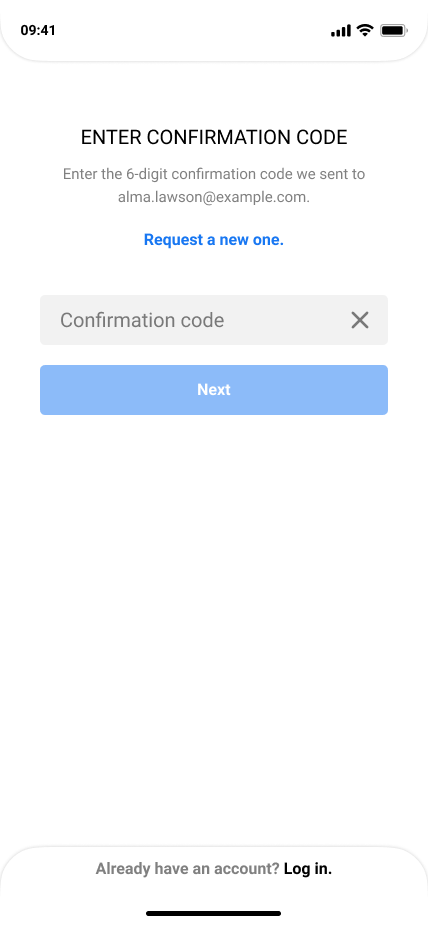 09:41
ENTER CONFIRMATION CODE
Enter the 6-digit confirmation code we sent to
alma.lawson@example.com.
Request a new one.
Confirmation code
Next
Already have an account? Log in.